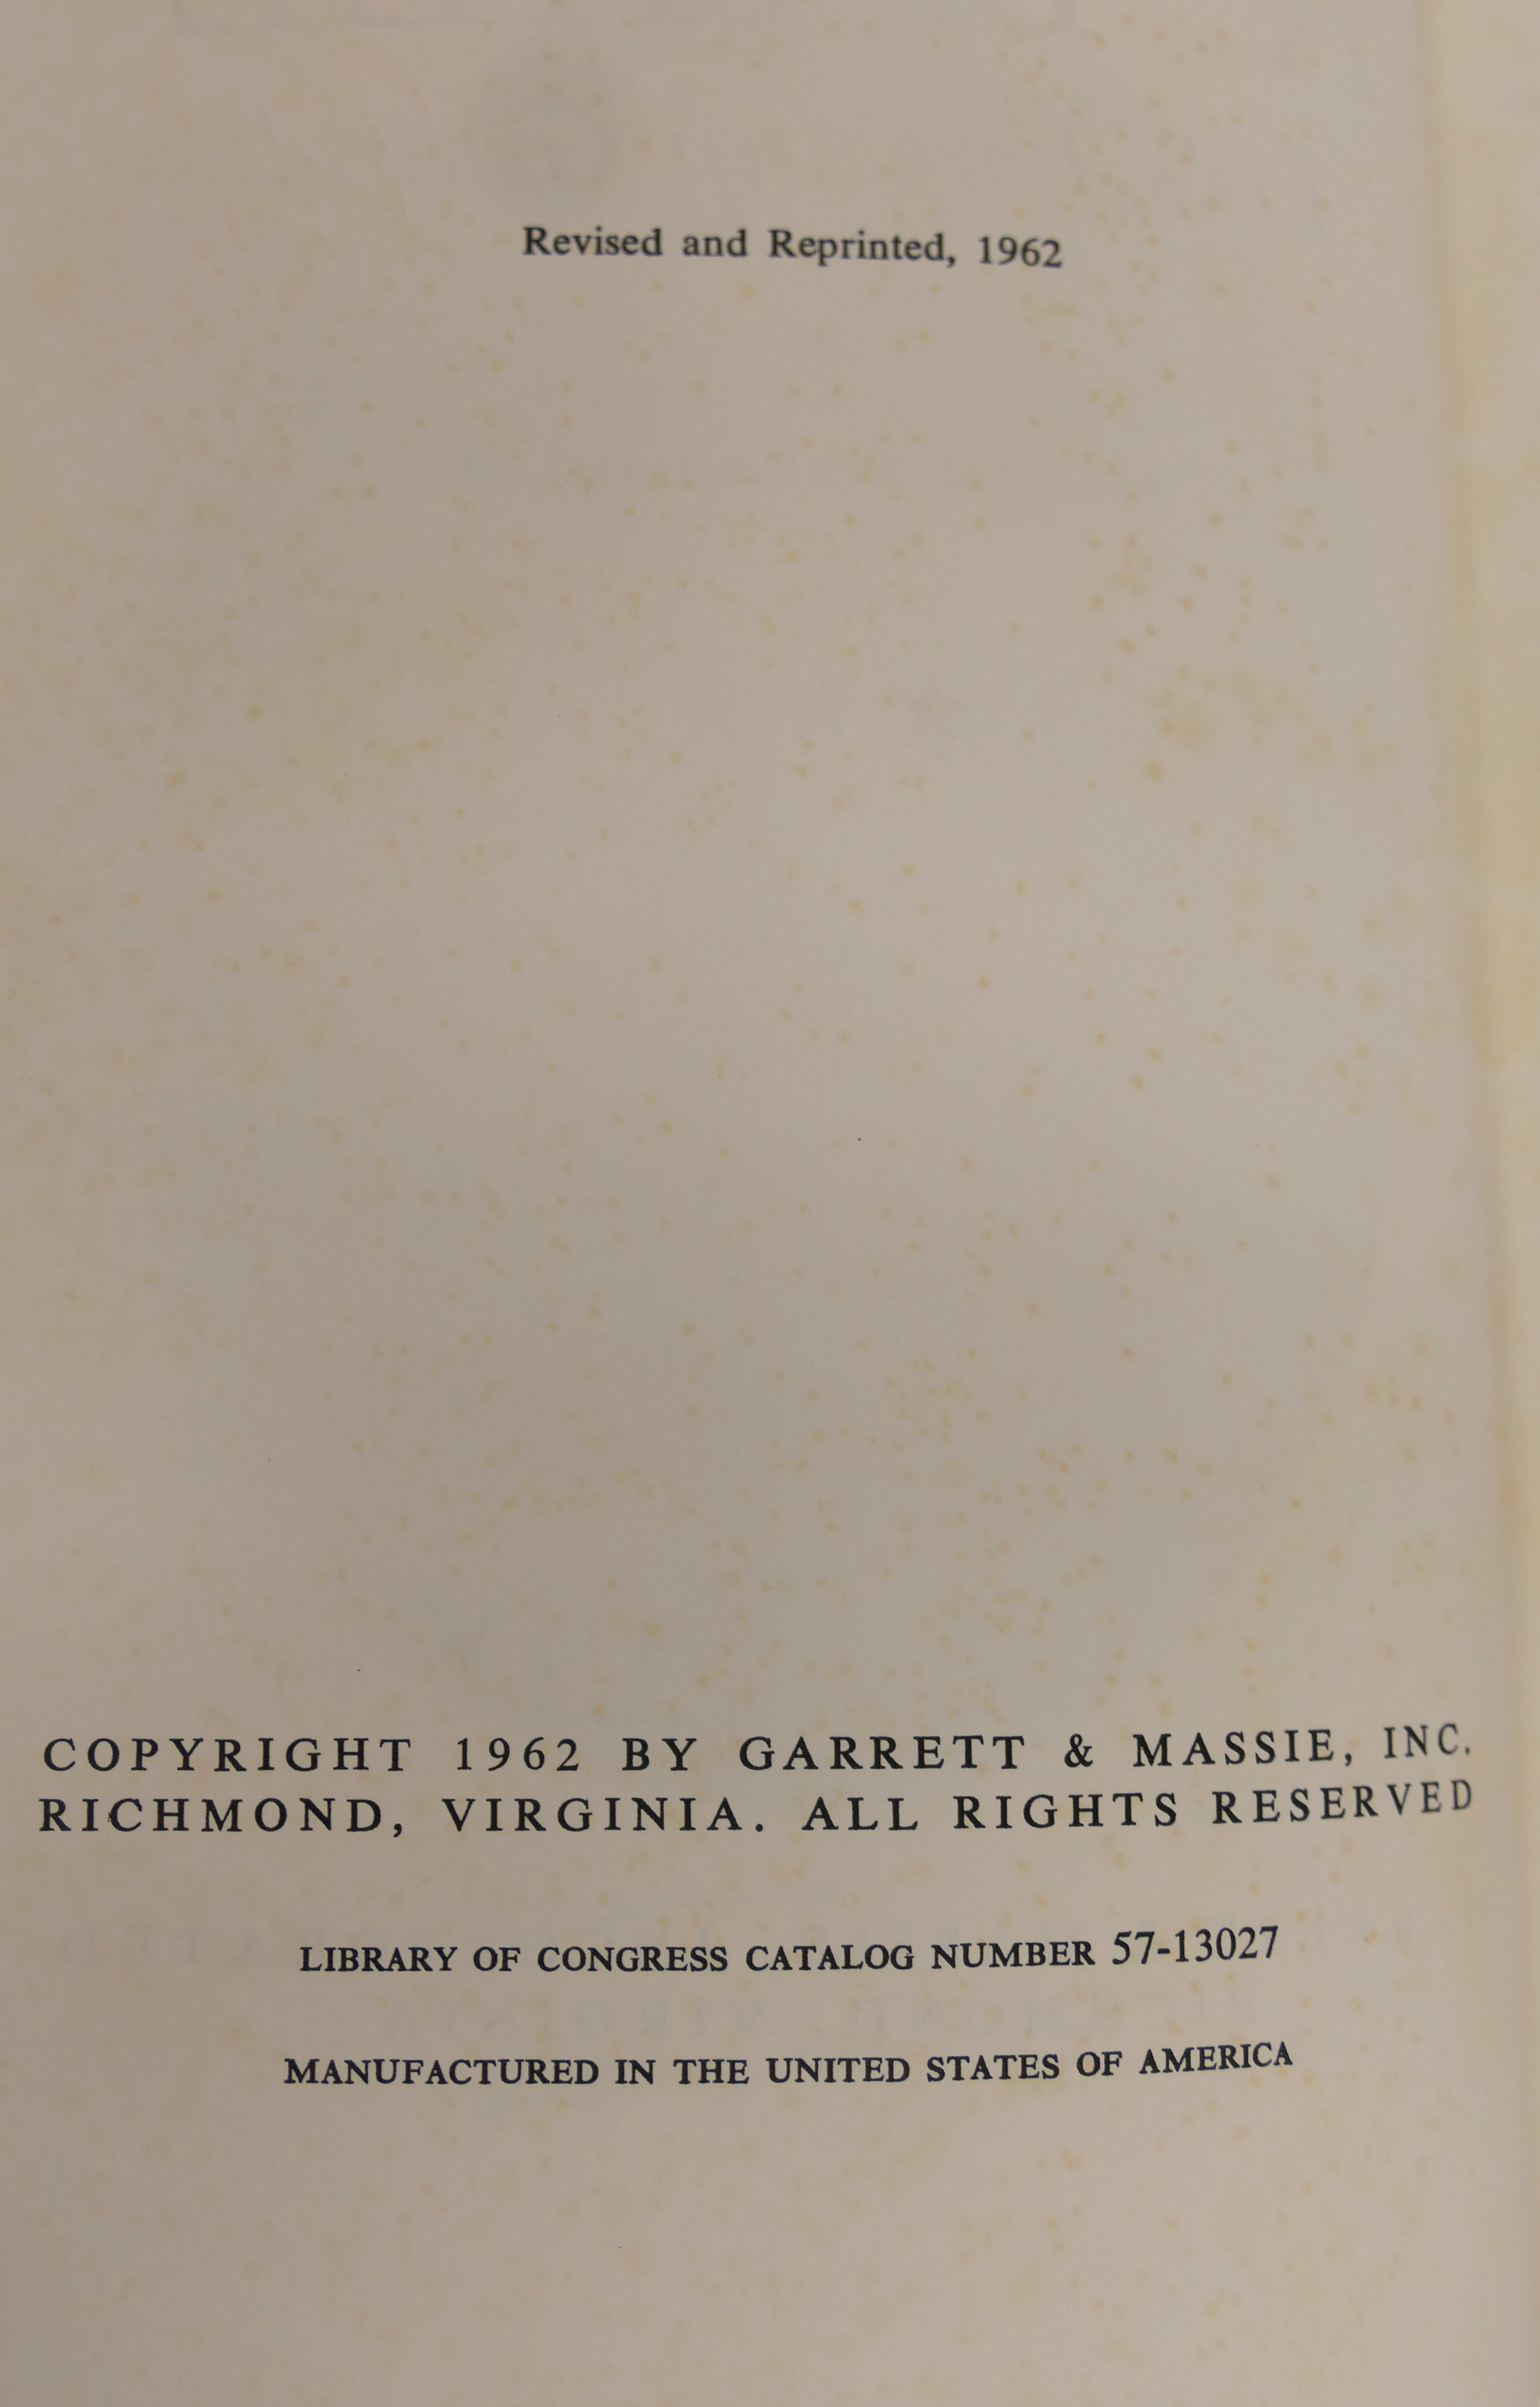 Revised and Reprinted, 1962
COPYRIGHT 1962 BY GARRETT & MASSIE, INC.
RICHMOND, VIRGINIA. ALL RIGHTS RESERVED
LIBRARY OF CONGRESS CATALOG NUMBER 57-13027
MANUFACTURED IN THE UNITED STATES OF AMERICA